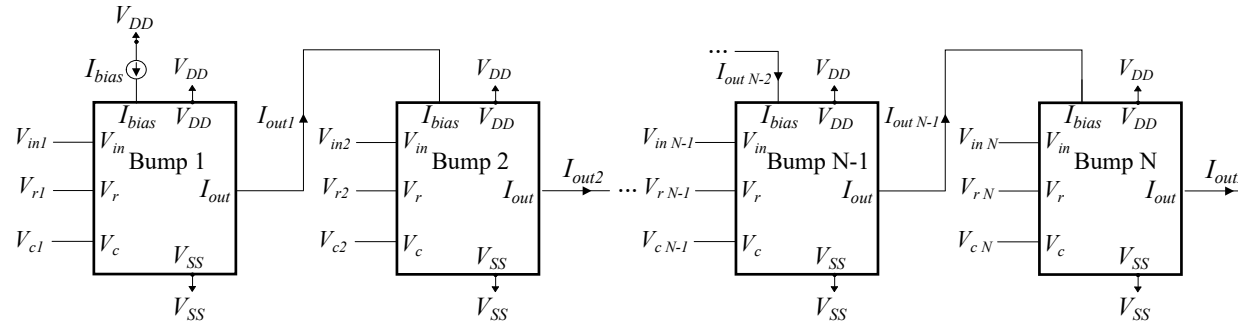 V_DD
I_bias
V_DD
I_bias V_DD
V_in1 V_in
Bump 1
V_r1 V_r
I_out
V_c1 V_c
V_SS
V_SS
I_out1
V_DD
I_bias V_DD
V_in2 V_in
Bump 2
V_r2 V_r
I_out
I_out2
V_c2 V_c
V_SS
V_SS
...
I_out N-2
V_DD
I_bias V_DD
V_in N-1 V_in
Bump N-1
... V_r N-1 V_r
I_out
V_c N-1 V_c
V_SS
V_SS
I_out N-1
V_DD
I_bias V_DD
V_in N V_in
Bump N
V_r N V_r
I_out
V_c N V_c
V_SS
V_SS